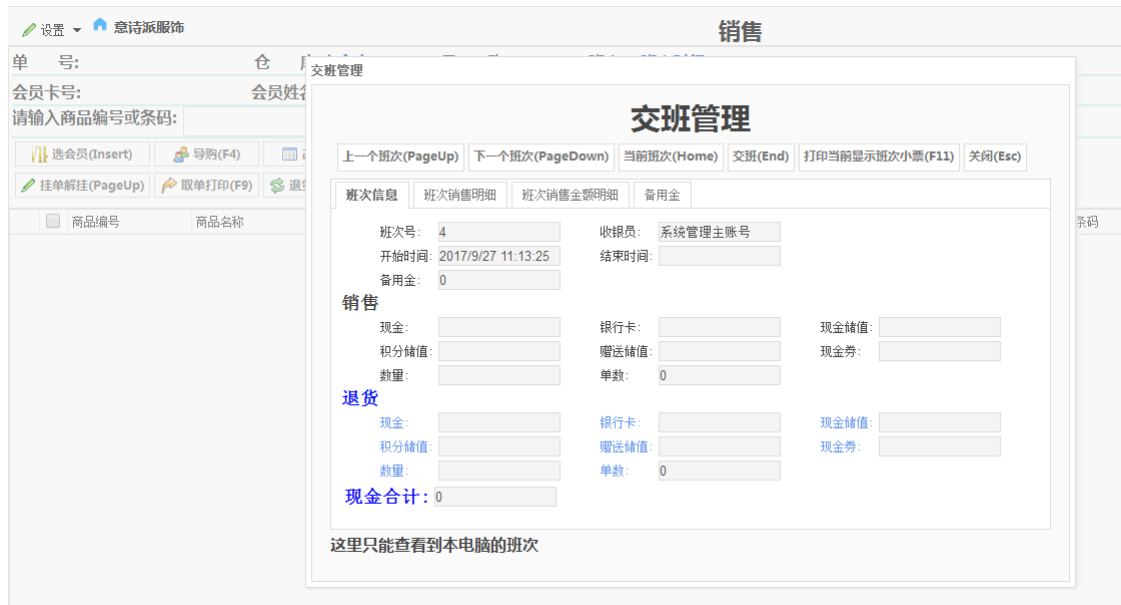 设置 意诗派服饰 销售
单 号: 仓
会员卡号: 会员姓名
请输入商品编号或条码:
选会员(Insert) 导购(F4)
挂单解挂(PageUp) 取单打印(F9) 退
商品编号 商品名称 条码
交班管理
交班管理
上一个班次(PageUp) 下一个班次(PageDown) 当前班次(Home) 交班(End) 打印当前显示班次小票(F11) 关闭(Esc)
班次信息 班次销售明细 班次销售金额明细 备用金
班次号: 4 收银员: 系统管理主账号
开始时间: 2017/9/27 11:13:25 结束时间:
备用金: 0
销售
现金: 银行卡: 现金储值:
积分储值: 赠送储值: 现金券:
数量: 单数: 0
退货
现金: 银行卡: 现金储值:
积分储值: 赠送储值: 现金券:
数量: 单数: 0
现金合计: 0
这里只能查看到本电脑的班次